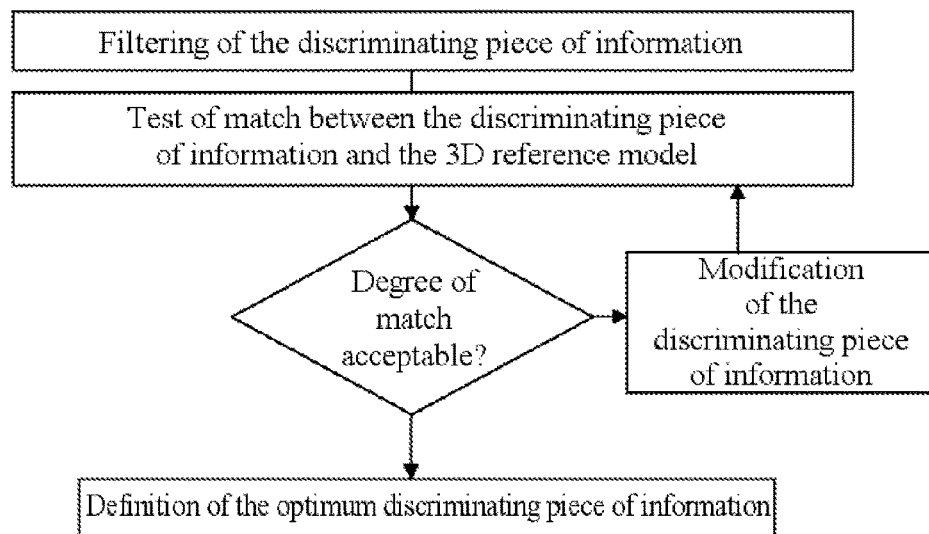 Filtering of the discriminating piece of information
Test of match between the discriminating piece
of information and the 3D reference model
Degree of
match
acceptable?
Modification
of the
discriminating piece
of information
Definition of the optimum discriminating piece of information